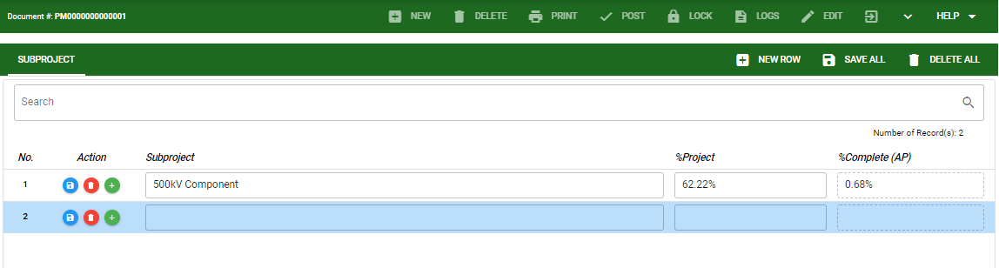 Document #: PM0000000000001 NEW DELETE PRINT POST LOCK LOGS EDIT HELP
SUBPROJECT NEW ROW SAVE ALL DELETE ALL
Search
Number of Record(s): 2
No. Action Subproject %Project %Complete (AP)
1 500kV Component 62.22% 0.68%
2